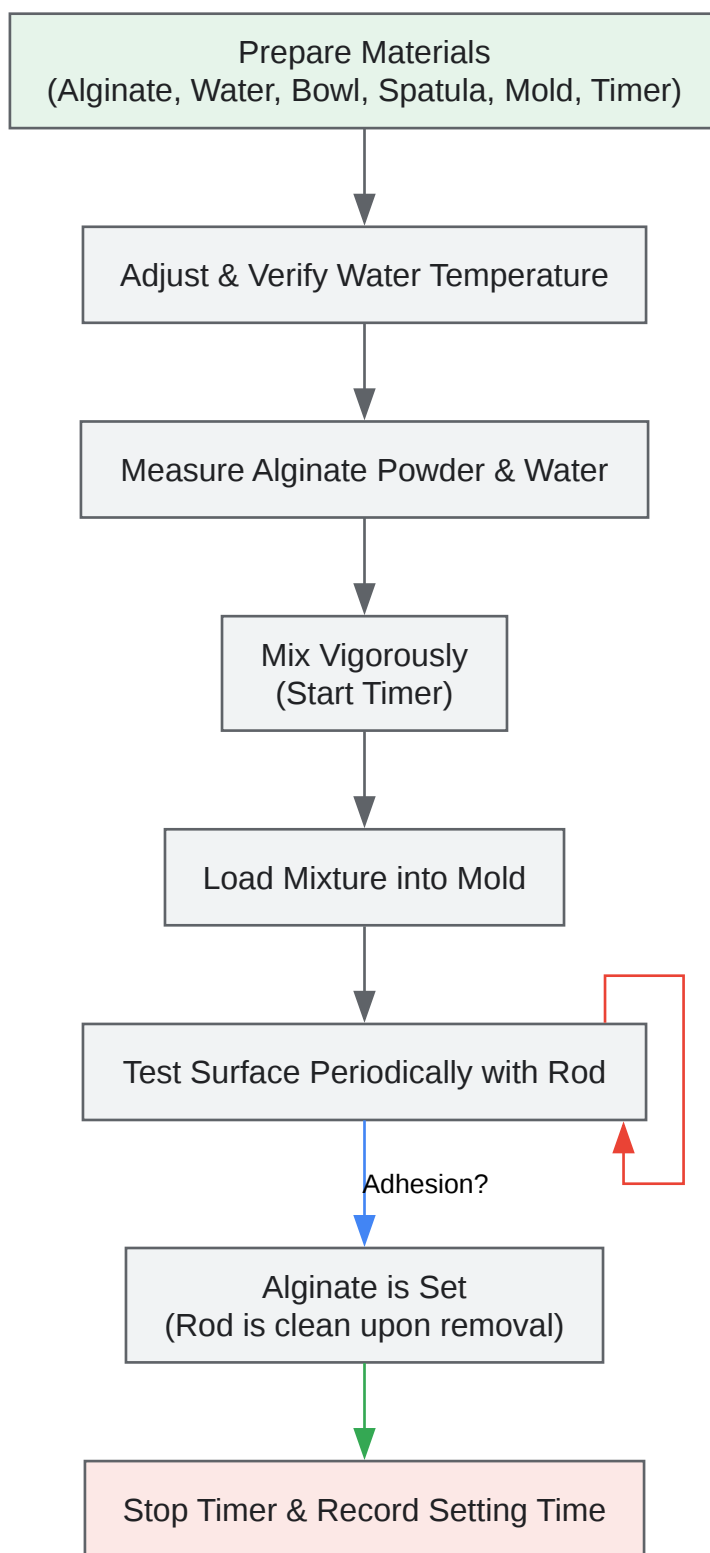 Prepare Materials
(Alginate, Water, Bowl, Spatula, Mold, Timer)
Adjust & Verify Water Temperature
Measure Alginate Powder & Water
Mix Vigorously
(Start Timer)
Load Mixture into Mold
Test Surface Periodically with Rod
Adhesion?
Alginate is Set
(Rod is clean upon removal)
Stop Timer & Record Setting Time